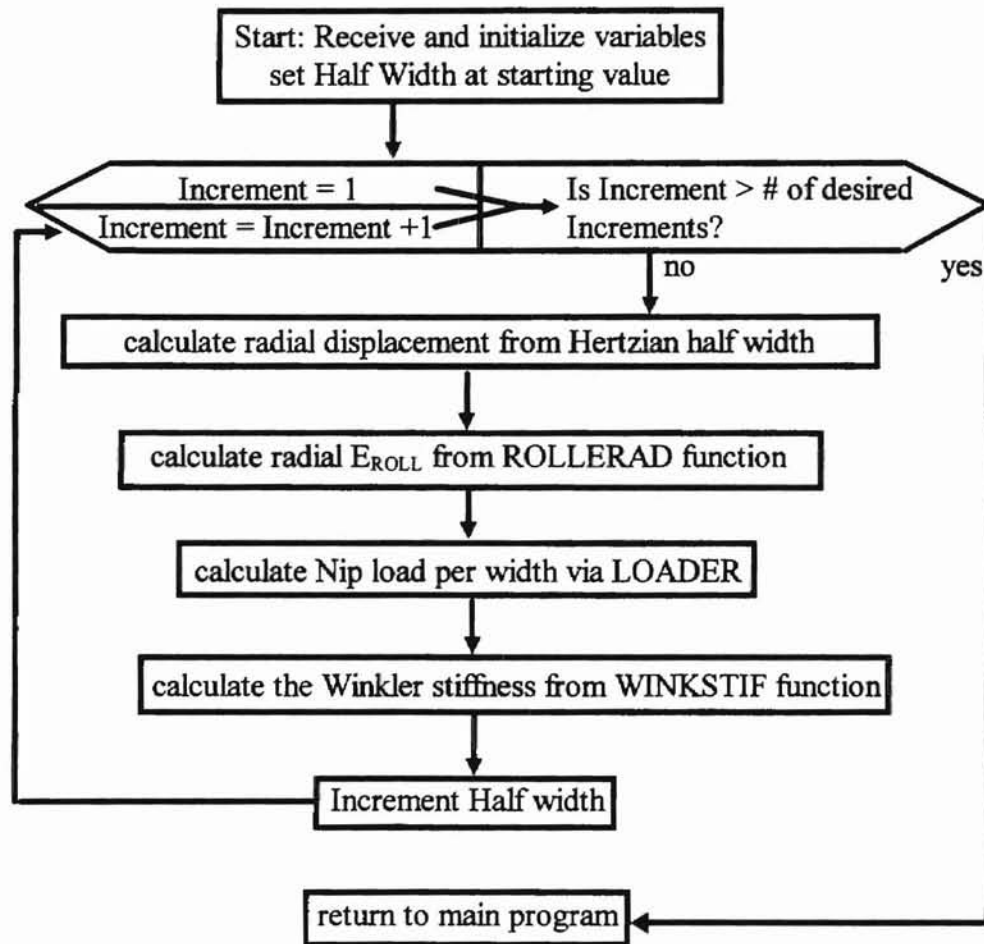 Start: Receive and initialize variables
set Half Width at starting value
Increment = 1
Increment = Increment +1
Is Increment > # of desired
Increments?
no
yes
calculate radial displacement from Hertzian half width
calculate radial EROLL from ROLLERAD function
calculate Nip load per width via LOADER
calculate the Winkler stiffness from WINKSTIF function
Increment Half width
return to main program